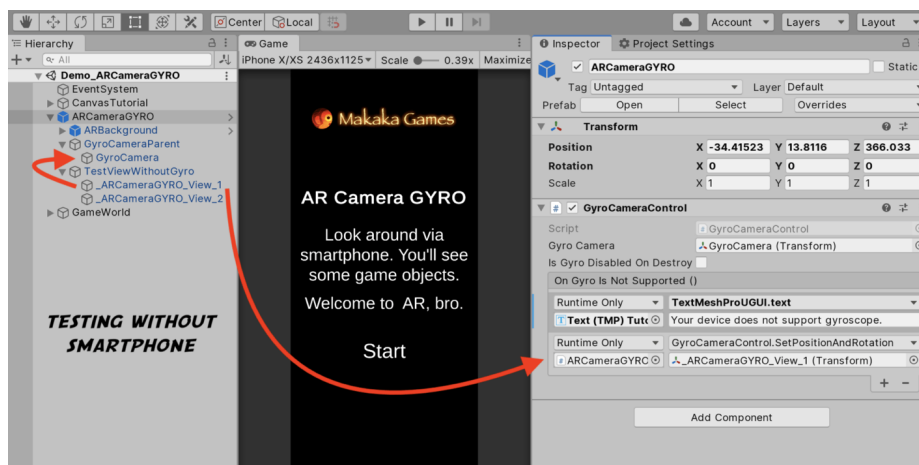 Center
Local
Account
Layers
Layout
Hierarchy
All
Demo_ARCameraGYRO
EventSystem
CanvasTutorial
ARCameraGYRO
ARBackground
GyroCameraParent
GyroCamera
TestViewWithoutGyro
_ARCameraGYRO_View_1
_ARCameraGYRO_View_2
GameWorld
TESTING WITHOUT
SMARTPHONE
Game
iPhone X/XS 2436x1125 Scale 0.39x Maximize
Makaka Games
AR Camera GYRO
Look around via
smartphone. You'll see
some game objects.
Welcome to AR, bro.
Start
Inspector Project Settings
ARCameraGYRO Static
Tag Untagged Layer Default
Prefab Open Select Overrides
Transform
Position X -34.41523 Y 13.8116 Z 366.033
Rotation X 0 Y 0 Z 0
Scale X 1 Y 1 Z 1
# GyroCameraControl
Script # GyroCameraControl
Gyro Camera GyroCamera (Transform)
Is Gyro Disabled On Destroy
On Gyro Is Not Supported ()
Runtime Only TextMeshProUGUI.text
Text (TMP) Tuto Your device does not support gyroscope.
Runtime Only GyroCameraControl.SetPositionAndRotation
# ARCameraGYRO _ARCameraGYRO_View_1 (Transform)
+ -
Add Component